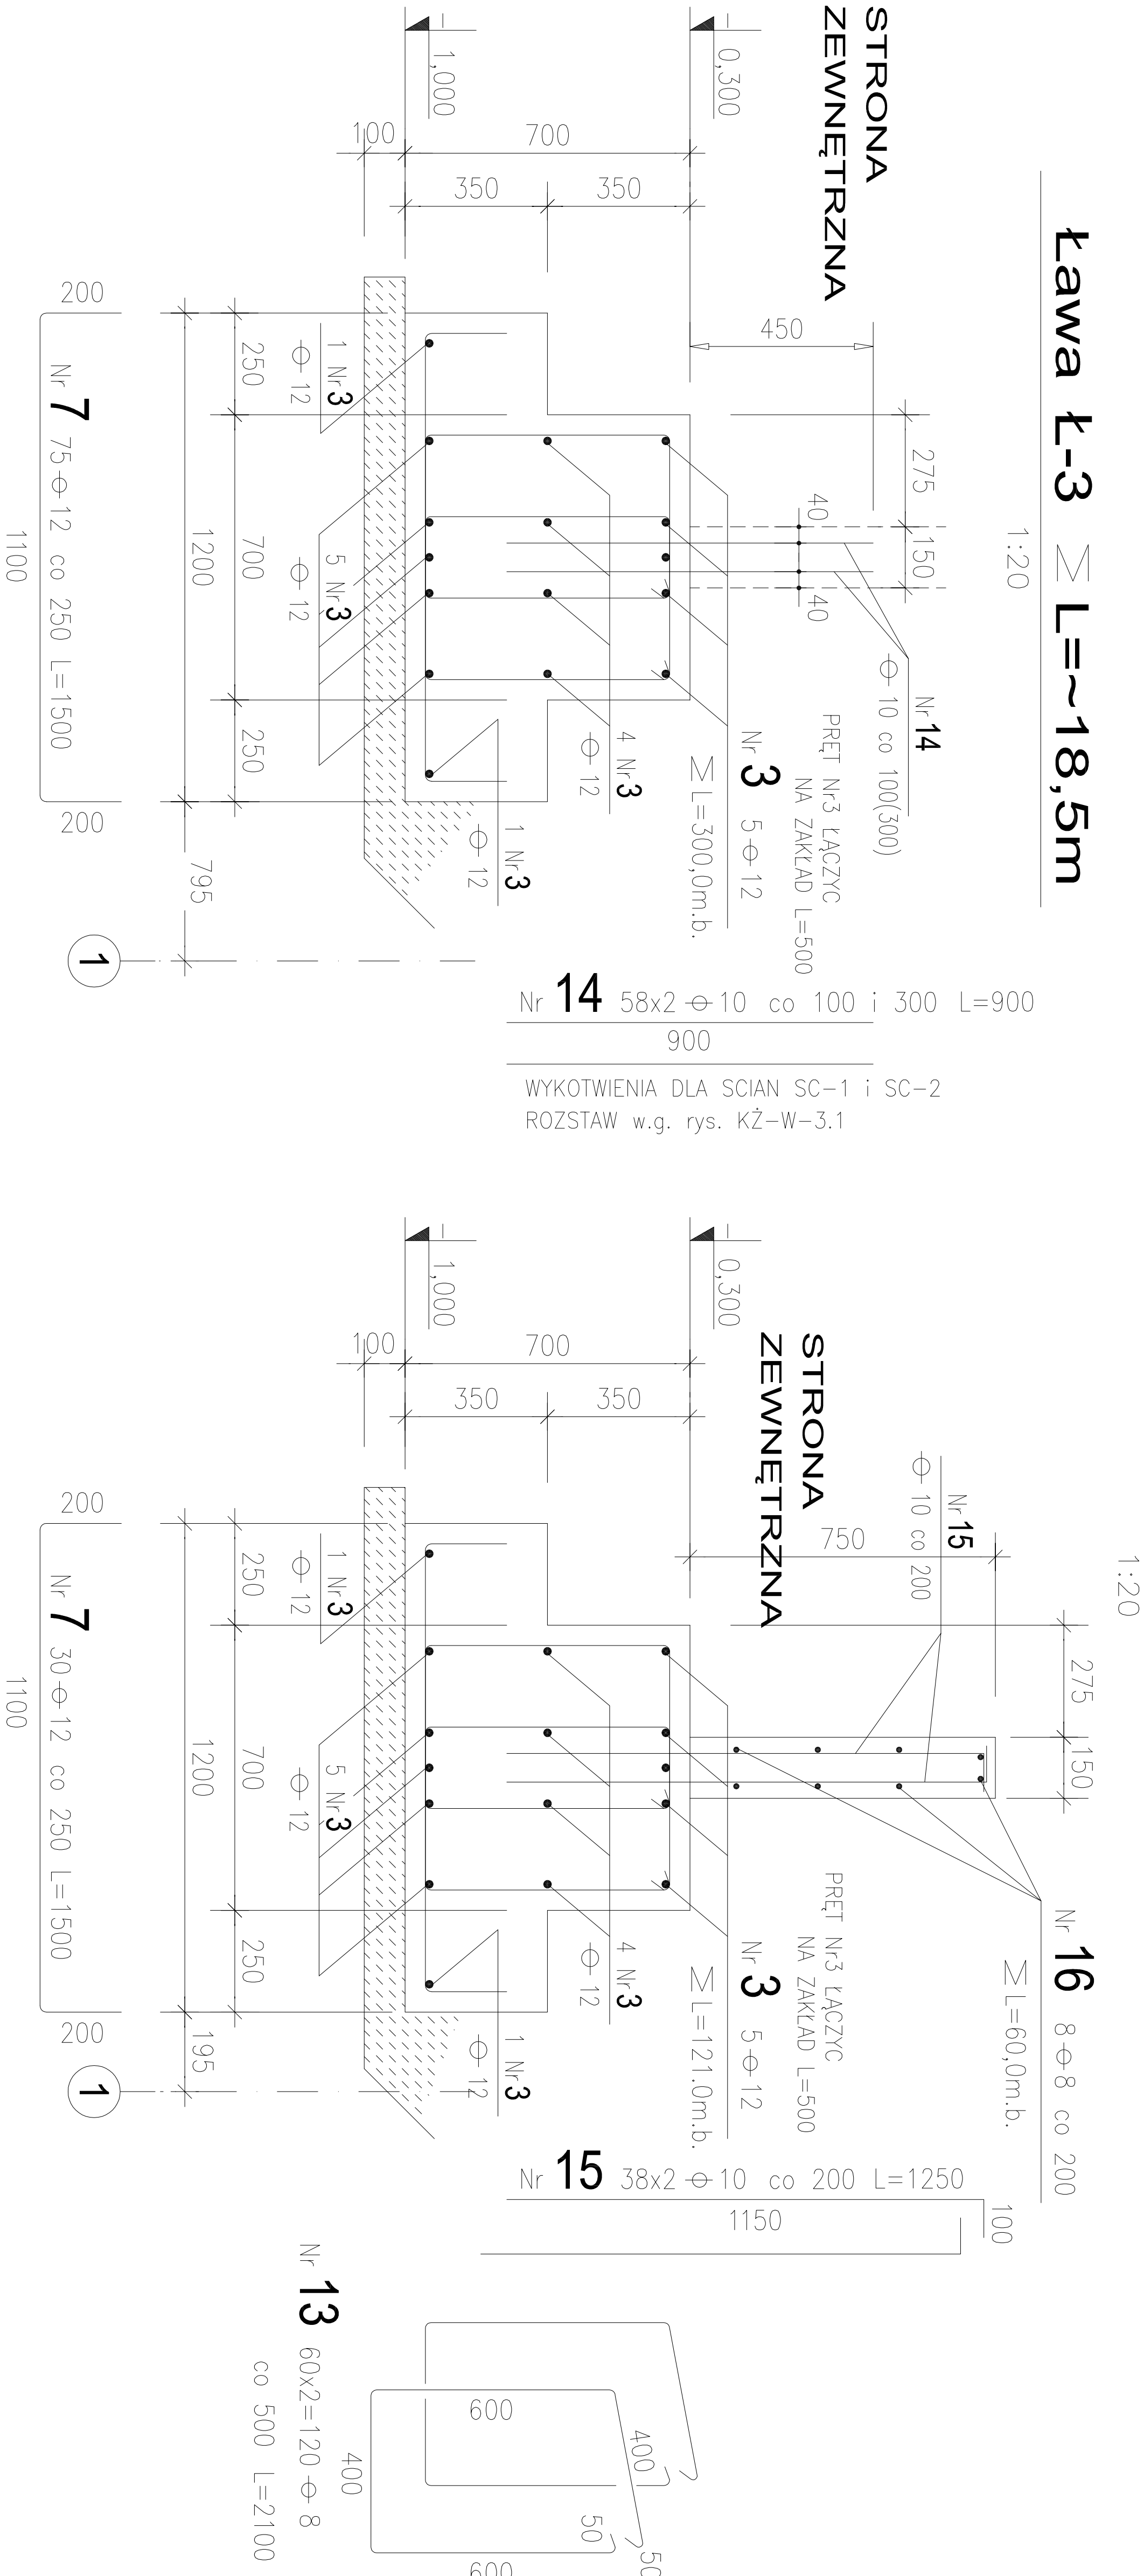 Ława Ł-3 ∑ L=~18,5m
1:20
STRONA
ZEWNĘTRZNA
-
0,300
-
1,000
100
700
350
350
450
275
150
40
40
Nr 14
ϕ 10 co 100(300)
PRĘT Nr3 ŁĄCZYC
NA ZAKŁAD L=500
Nr 3 5 ϕ 12
∑ L=300,0m.b.
4 Nr3
ϕ 12
1 Nr3
ϕ 12
1 Nr3
ϕ 12
5 Nr3
ϕ 12
250
700
250
1200
795
1
200
Nr 7 75 ϕ 12 co 250 L=1500
200
1100
Nr 14 58x2 ϕ 10 co 100 i 300 L=900
900
WYKOTWIENIA DLA SCIAN SC-1 i SC-2
ROZSTAW w.g. rys. KŻ-W-3.1
1:20
STRONA
ZEWNĘTRZNA
-
0,300
-
1,000
100
700
350
350
750
275
150
Nr 15
ϕ 10 co 200
Nr 16 8 ϕ 8 co 200
∑ L=60,0m.b.
PRĘT Nr3 ŁĄCZYC
NA ZAKŁAD L=500
Nr 3 5 ϕ 12
∑ L=121.0m.b.
4 Nr3
ϕ 12
1 Nr3
ϕ 12
1 Nr3
ϕ 12
5 Nr3
ϕ 12
250
700
250
1200
195
1
200
Nr 7 30 ϕ 12 co 250 L=1500
200
1100
Nr 15 38x2 ϕ 10 co 200 L=1250
1150
100
Nr 13 60x2=120 ϕ 8
co 500 L=2100
600
400
400
50
50
600